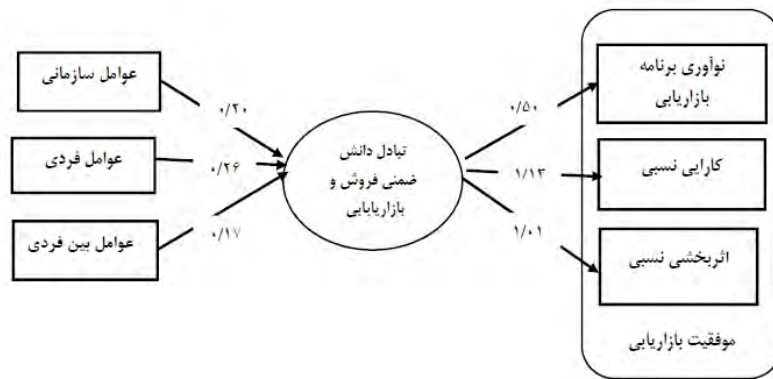 عوامل سازمانی
عوامل فردی
عوامل بین فردی
۰/۲۰
۰/۲۶
۰/۱۷
تبادل دانش
ضمنی فروش و
بازاریابایی
۰/۵۰
۱/۱۳
۱/۰۱
نوآوری برنامه
بازاریابی
کارایی نسبی
اثربخشی نسبی
موفقیت بازاریابی